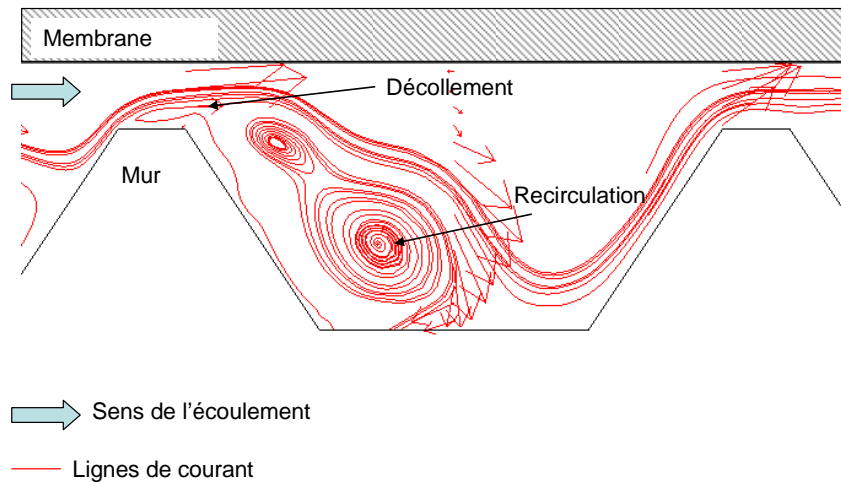 Membrane
Décollement
Mur
Recirculation
Sens de l'écoulement
Lignes de courant